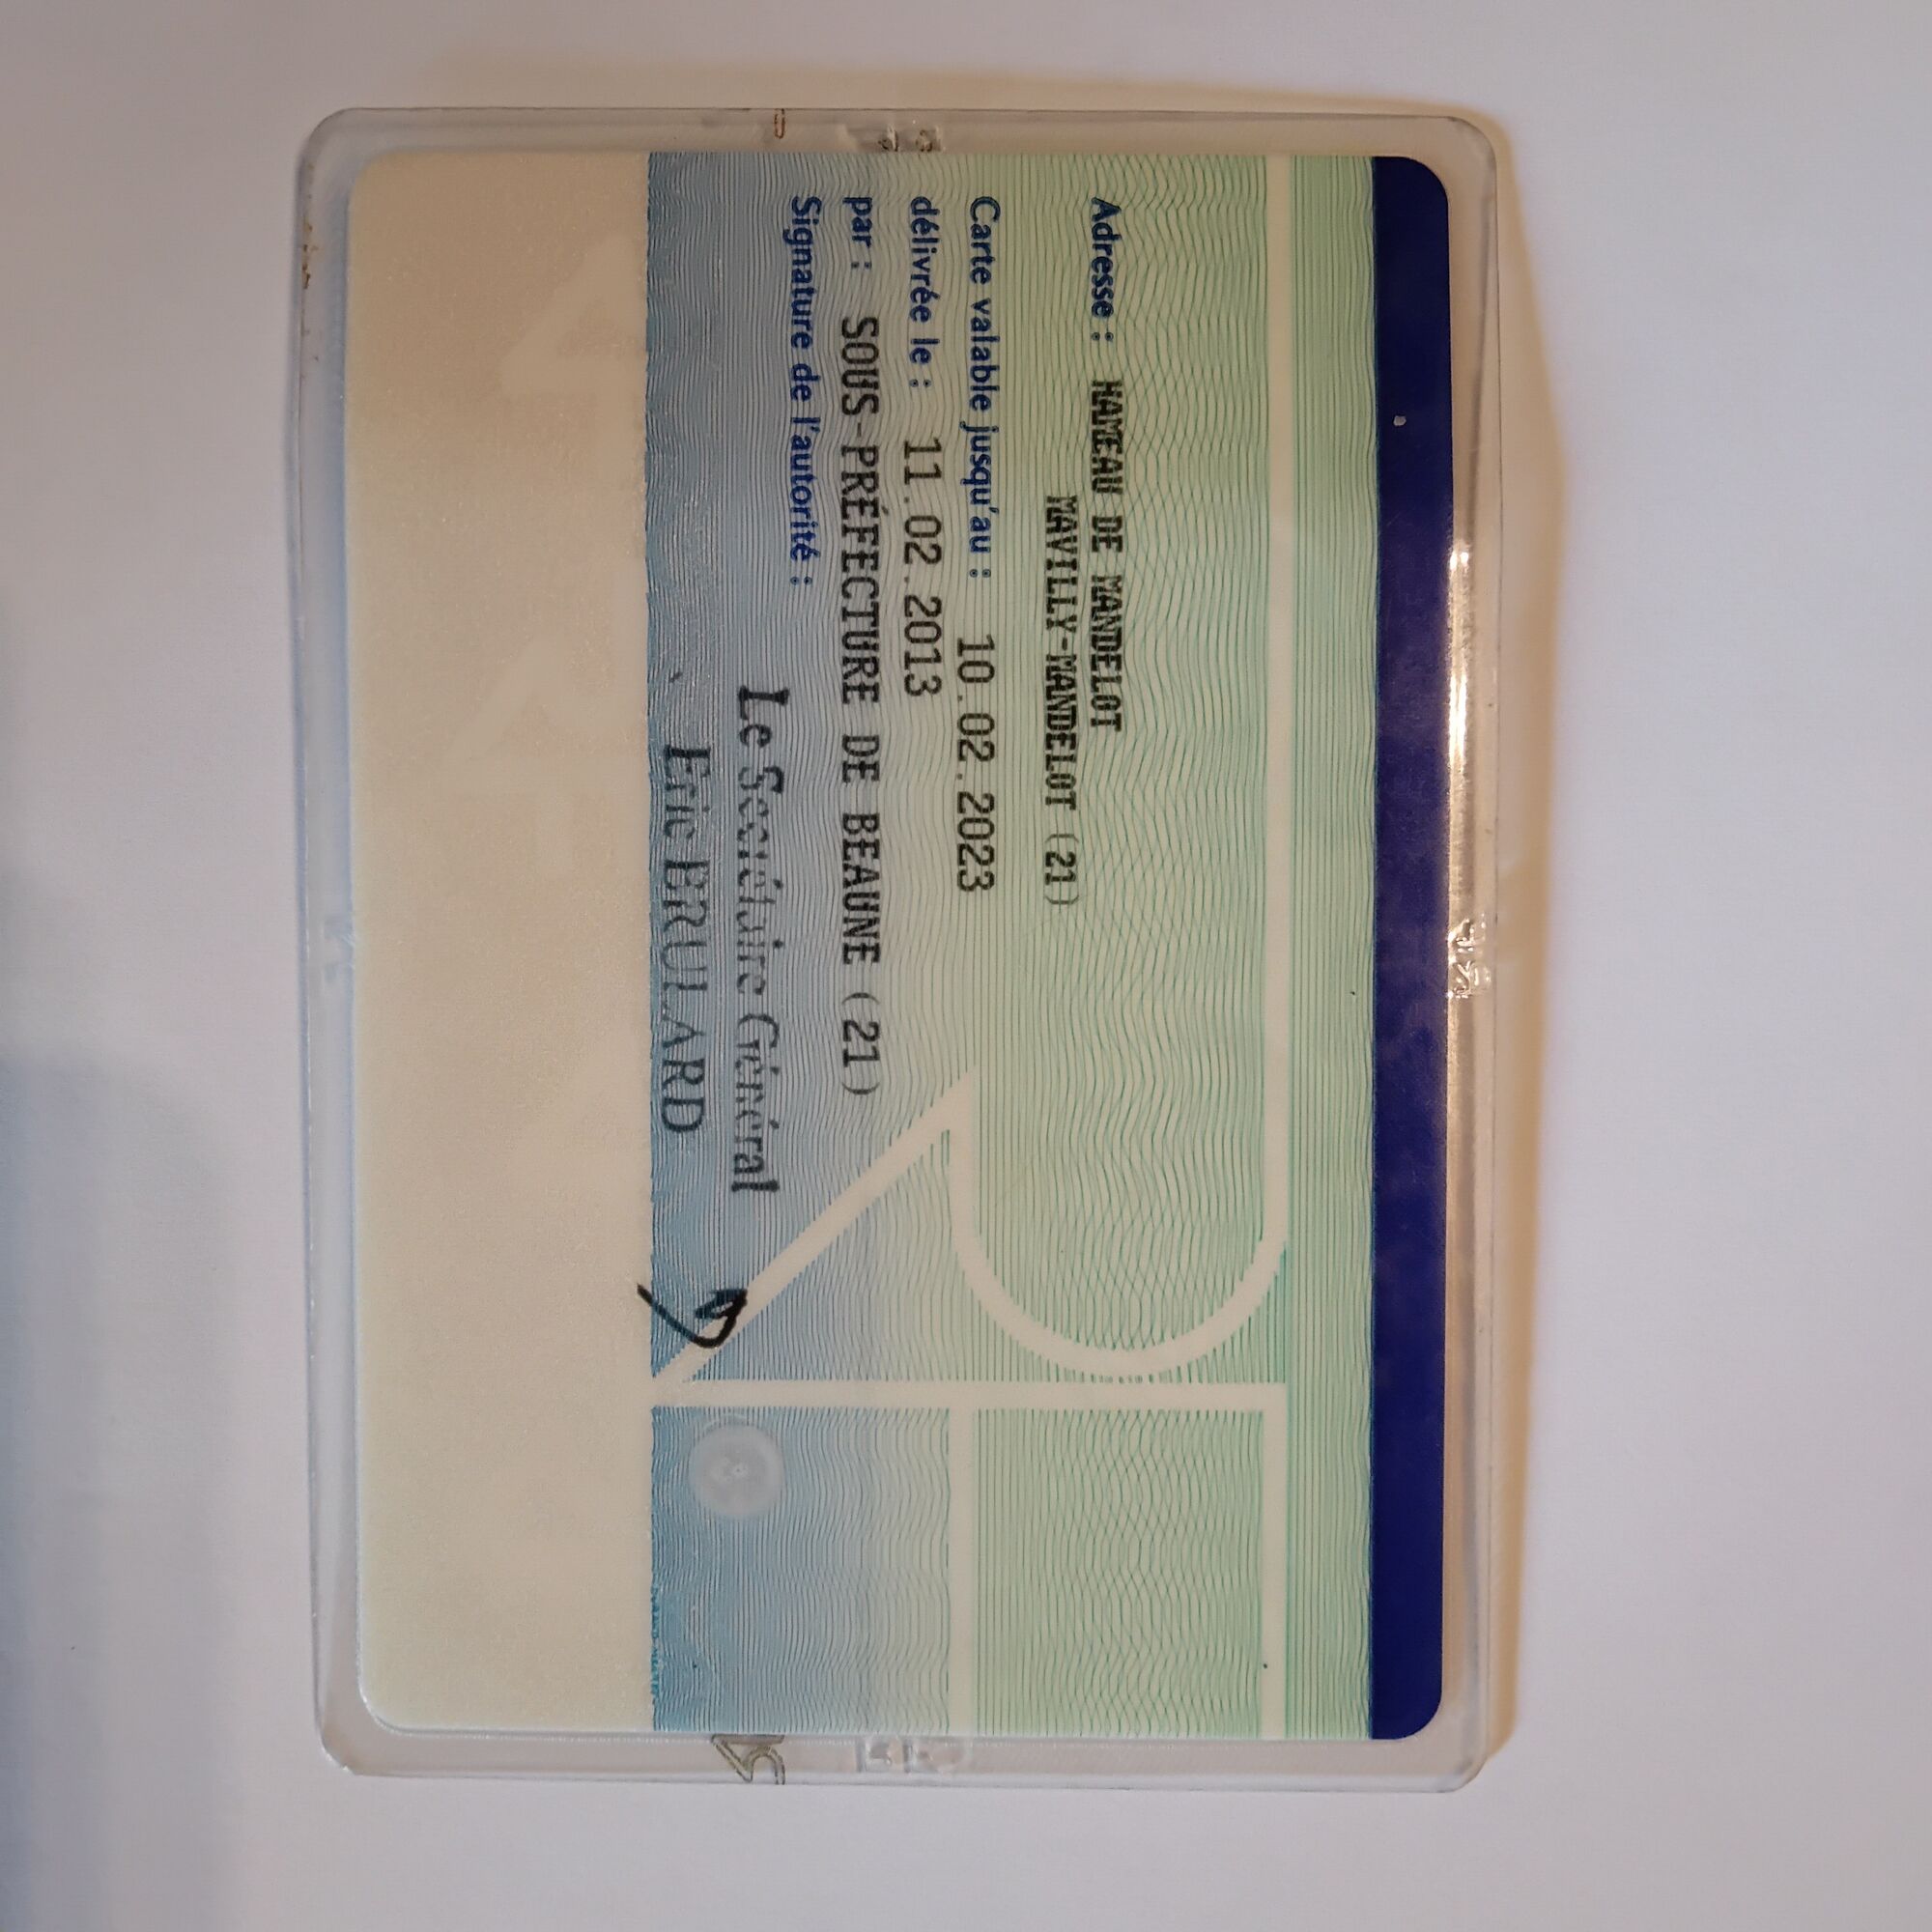 Adresse : HAMEAU DE MANDELOT
MAVILLY-MANDELOT (21)
Carte valable jusqu'au : 10.02.2023
délivrée le : 11.02.2013
par : SOUS-PRÉFECTURE DE BEAUNE (21)
Signature de l'autorité :
Le Secrétaire Général
Eric BRULARD